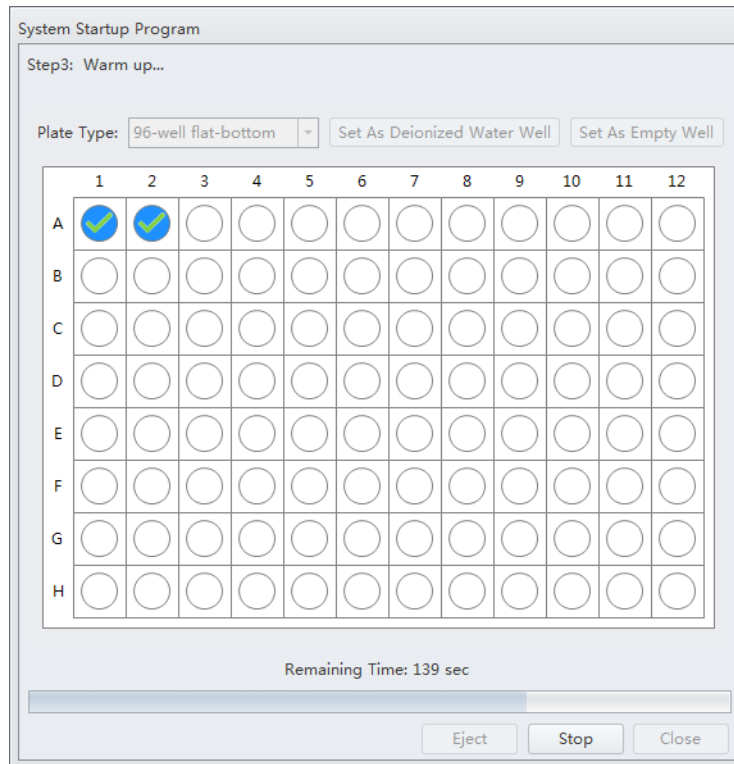 System Startup Program
Step3: Warm up...
Plate Type: 96-well flat-bottom Set As Deionized Water Well Set As Empty Well
1 2 3 4 5 6 7 8 9 10 11 12
A
B
C
D
E
F
G
H
Remaining Time: 139 sec
Eject Stop Close